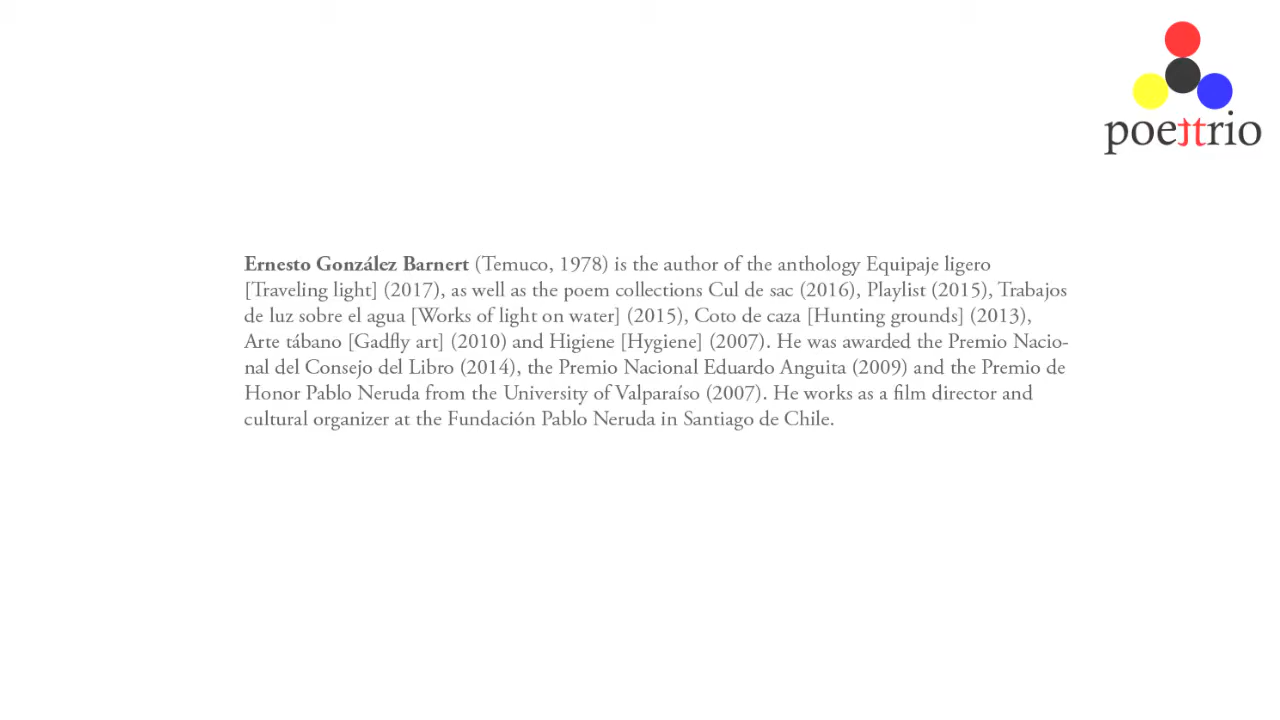 poettrio
Ernesto González Barnert (Temuco, 1978) is the author of the anthology Equipaje ligero
[Traveling light] (2017), as well as the poem collections Cul de sac (2016), Playlist (2015), Trabajos
de luz sobre el agua [Works of light on water] (2015), Coto de caza [Hunting grounds] (2013),
Arte tábano [Gadfly art] (2010) and Higiene [Hygiene] (2007). He was awarded the Premio Nacio-
nal del Consejo del Libro (2014), the Premio Nacional Eduardo Anguita (2009) and the Premio de
Honor Pablo Neruda from the University of Valparaíso (2007). He works as a film director and
cultural organizer at the Fundación Pablo Neruda in Santiago de Chile.